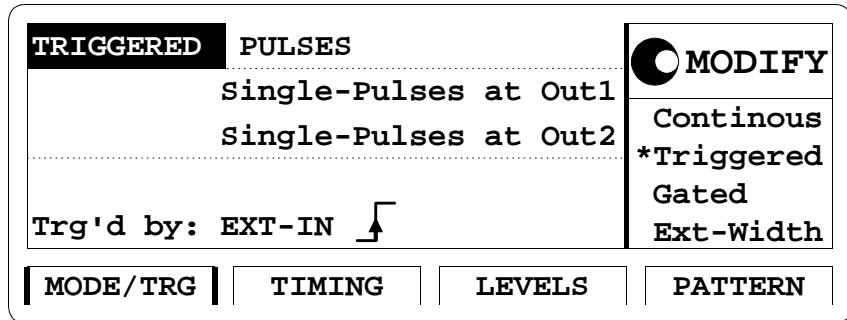 TRIGGERED PULSES
Single-Pulses at Out1
Single-Pulses at Out2
Trg'd by: EXT-IN
MODIFY
Continous
*Triggered
Gated
Ext-Width
MODE/TRG TIMING LEVELS PATTERN